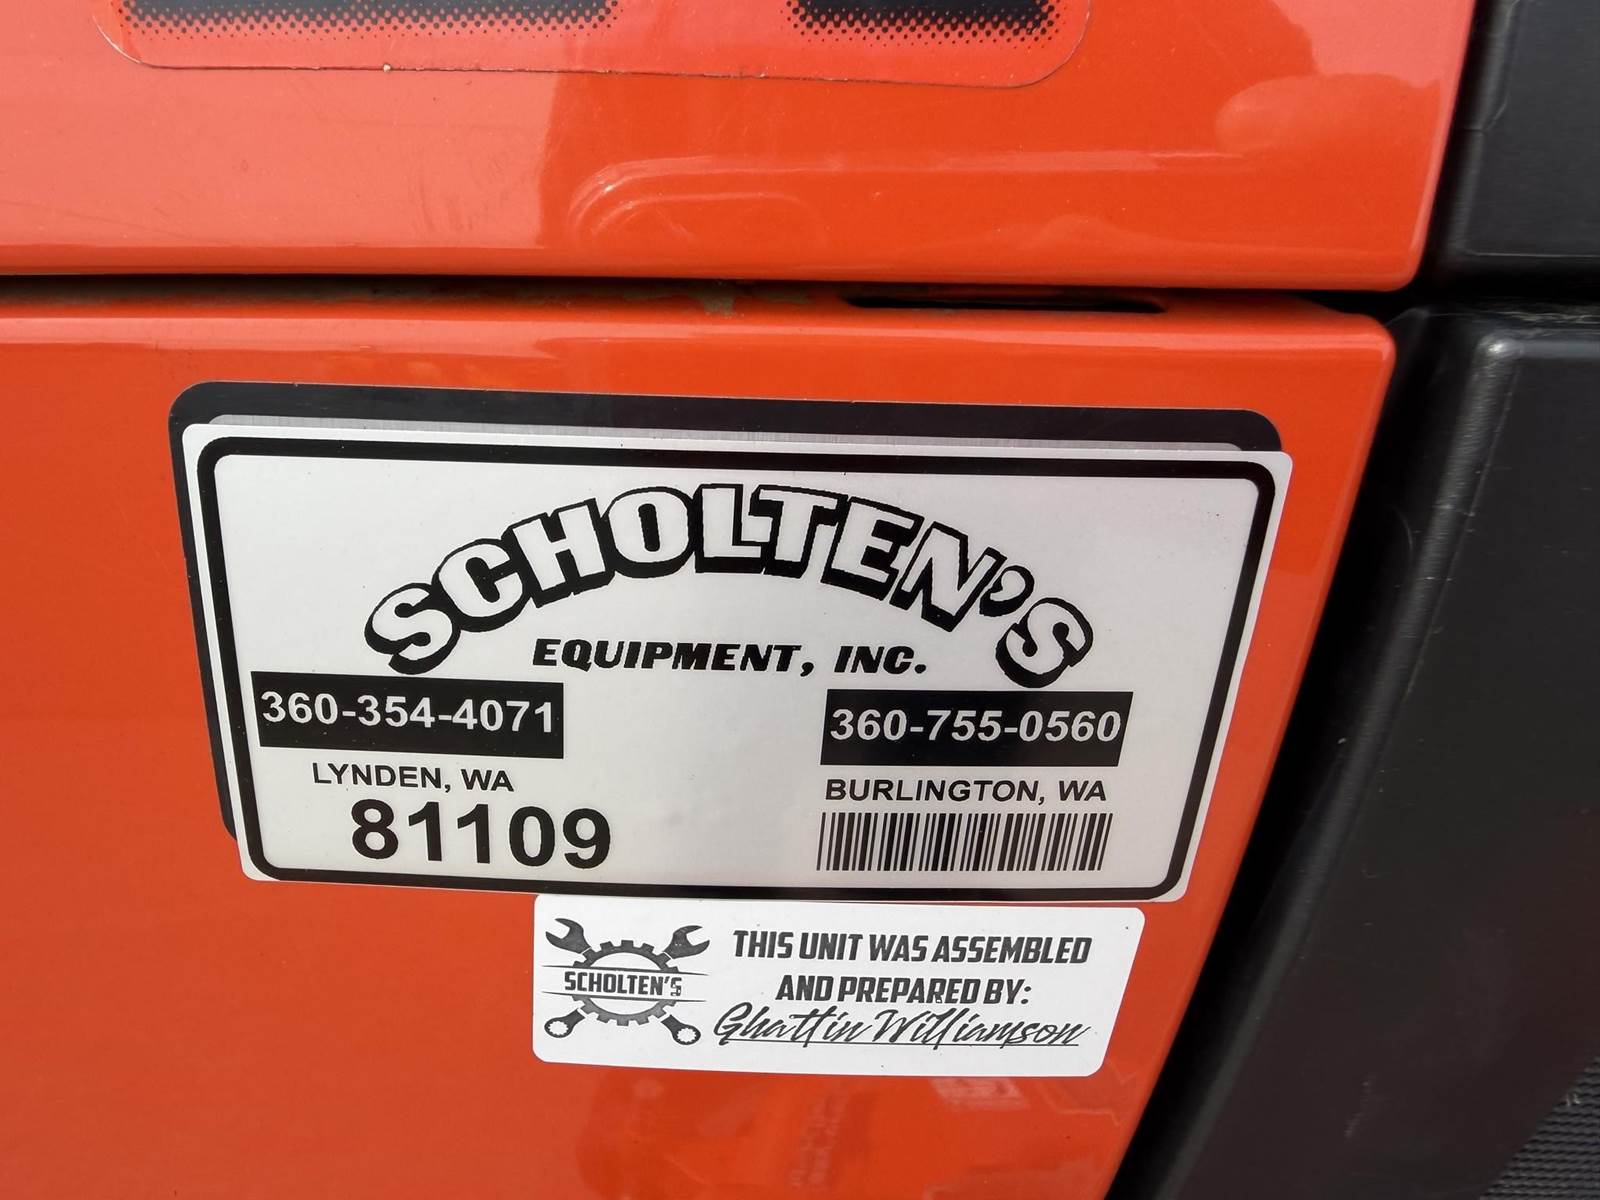 SCHOLTEN'S
EQUIPMENT, INC.
360-354-4071
360-755-0560
LYNDEN, WA
BURLINGTON, WA
81109
SCHOLTEN'S
THIS UNIT WAS ASSEMBLED
AND PREPARED BY:
Ghattin Williamson